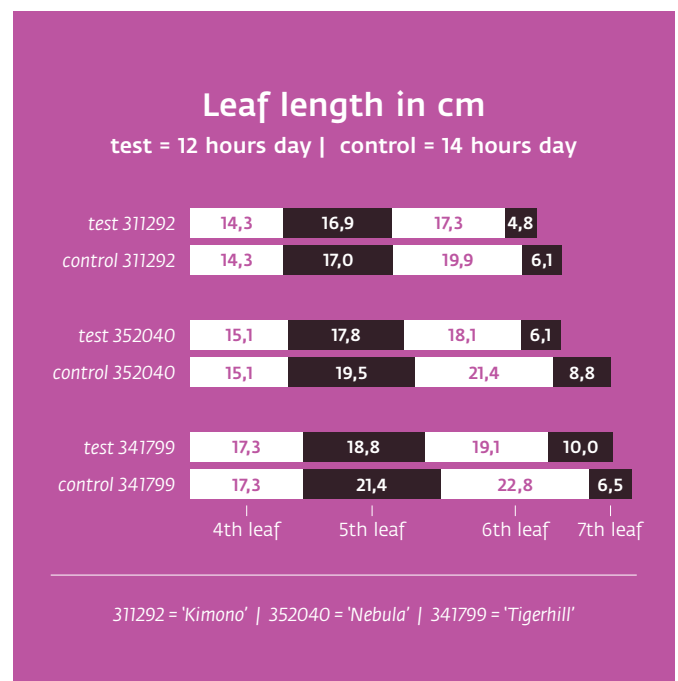 Leaf length in cm
test = 12 hours day | control = 14 hours day
test 311292 14,3 16,9 17,3 4,8
control 311292 14,3 17,0 19,9 6,1
test 352040 15,1 17,8 18,1 6,1
control 352040 15,1 19,5 21,4 8,8
test 341799 17,3 18,8 19,1 10,0
control 341799 17,3 21,4 22,8 6,5
4th leaf 5th leaf 6th leaf 7th leaf
311292 = 'Kimono' | 352040 = 'Nebula' | 341799 = 'Tigerhill'